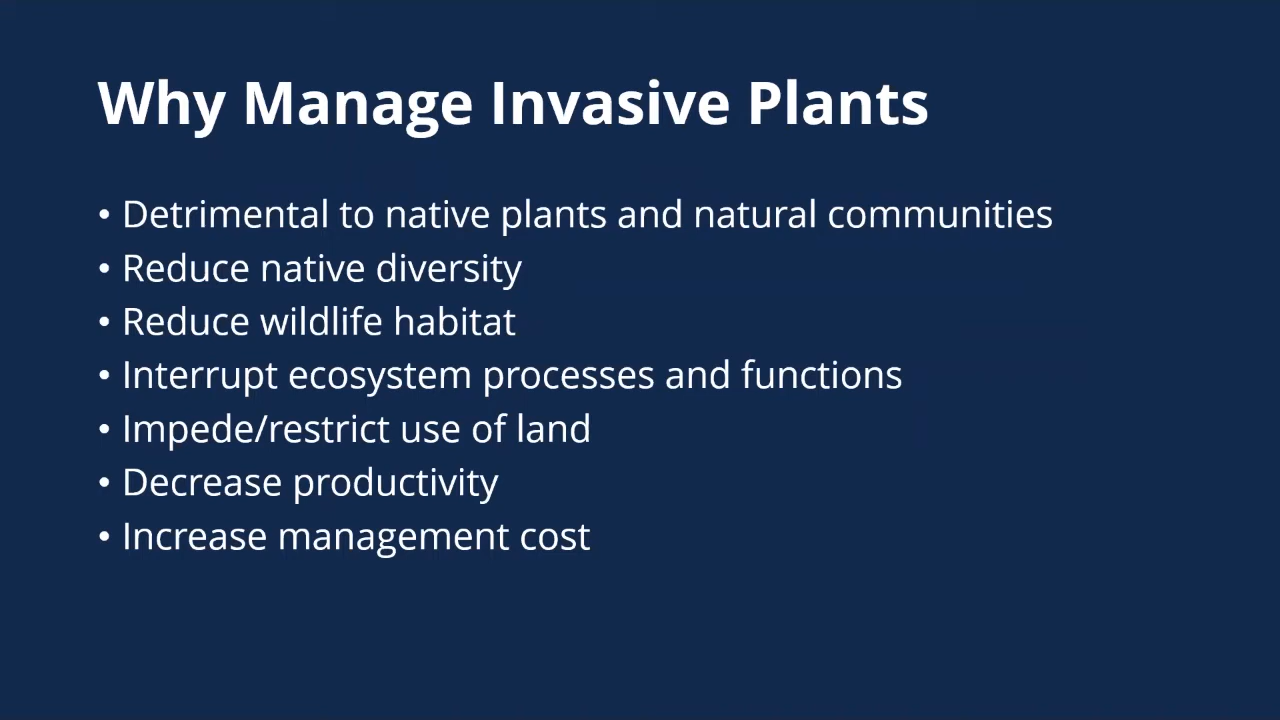 Why Manage Invasive Plants
• Detrimental to native plants and natural communities
• Reduce native diversity
• Reduce wildlife habitat
• Interrupt ecosystem processes and functions
• Impede/restrict use of land
• Decrease productivity
• Increase management cost